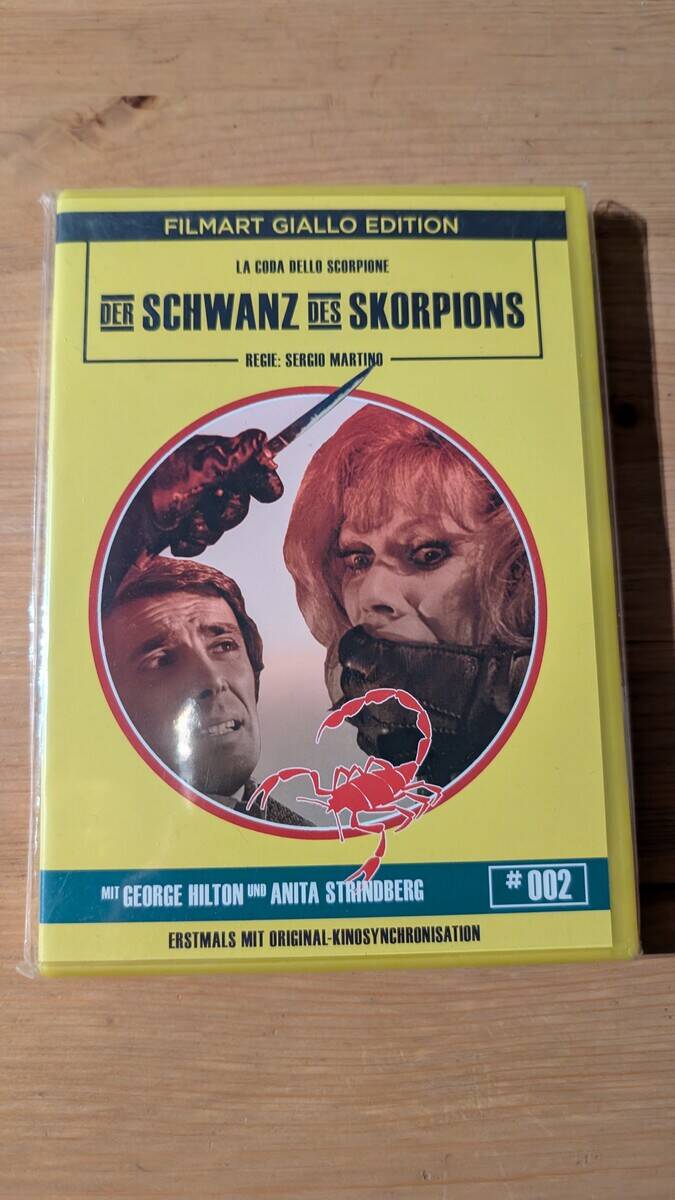 FILMART GIALLO EDITION
LA CODA DELLO SCORPIONE
DER SCHWANZ DES SKORPIONS
REGIE: SERGIO MARTINO
MIT GEORGE HILTON UND ANITA STRINDBERG
#002
ERSTMALS MIT ORIGINAL-KINOSYNCHRONISATION